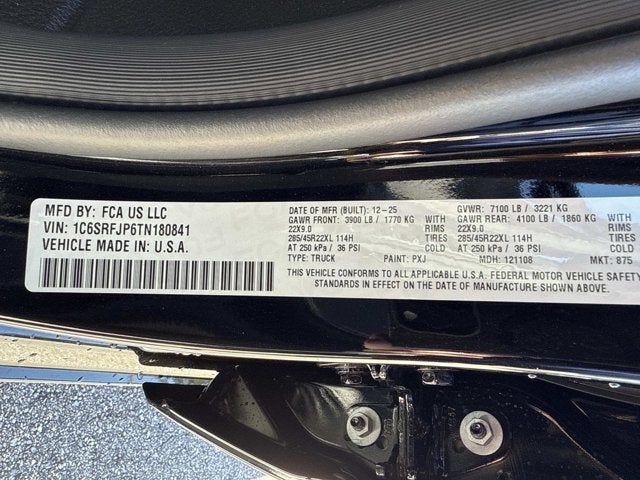 MFD BY: FCA US LLC
VIN: 1C6SRFJP6TN180841
VEHICLE MADE IN: U.S.A.
DATE OF MFR (BUILT): 12-25 GVWR: 7100 LB / 3221 KG
GAWR FRONT: 3900 LB / 1770 KG WITH GAWR REAR: 4100 LB / 1860 KG WITH
22X9.0 RIMS 22X9.0 RIMS
285/45R22XL 114H TIRES 285/45R22XL 114H TIRES
AT 250 kPa / 36 PSI COLD AT 250 kPa / 36 PSI COLD
TYPE: TRUCK PAINT: PXJ MDH: 121108 MKT: 875
THIS VEHICLE CONFORMS TO ALL APPLICABLE U.S.A. FEDERAL MOTOR VEHICLE SAFETY
STANDARDS IN EFFECT ON THE DATE OF MANUFACTURE SHOWN ABOVE.